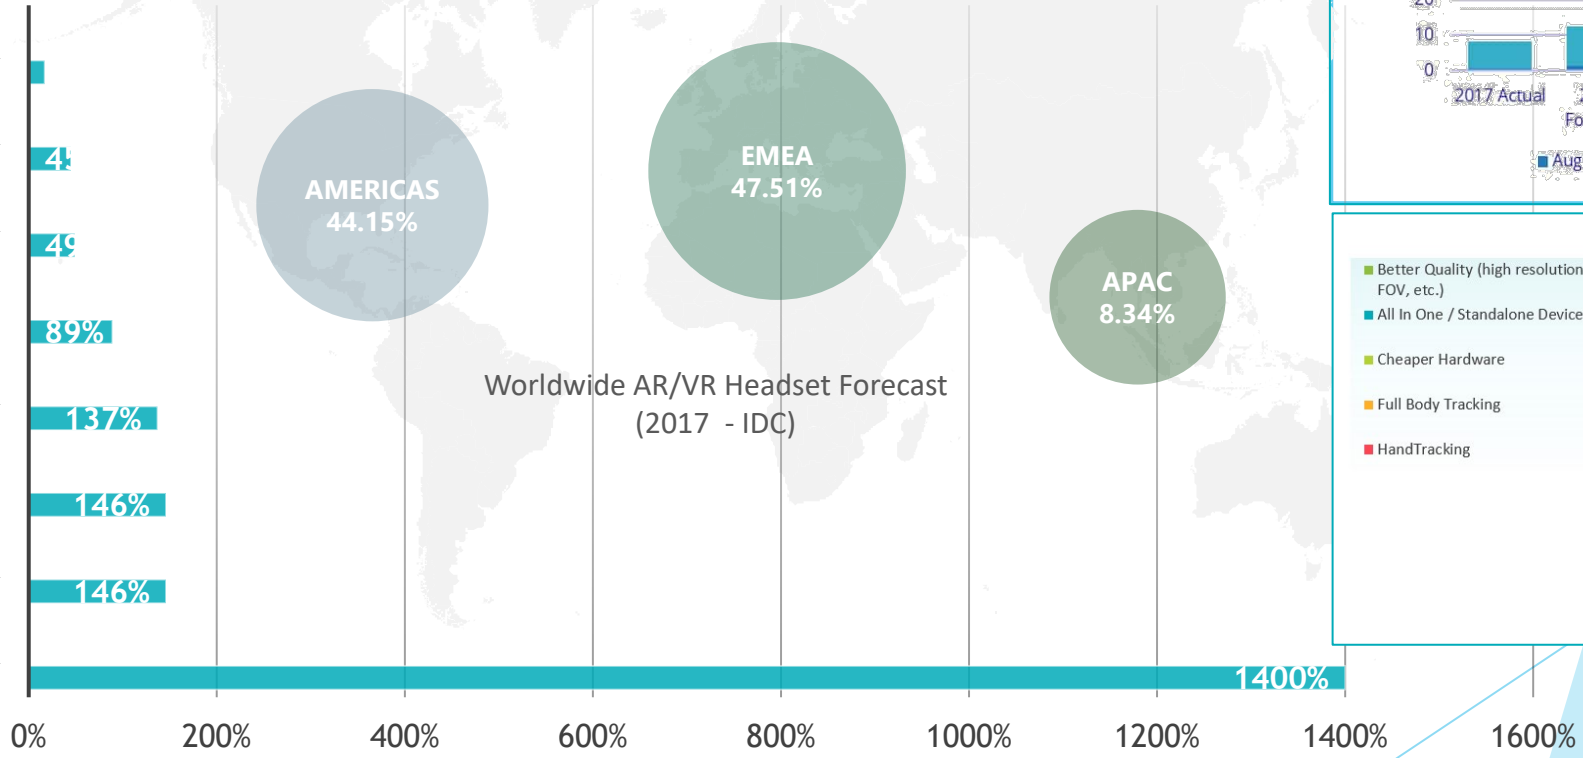 20
10
0
2017 Actual
EMEA
47.51%
AMERICAS
44.15%
APAC
8.34%
49%
89%
137%
146%
146%
1400%
Worldwide AR/VR Headset Forecast
(2017 - IDC)
Better Quality (high resolution
FOV, etc.)
All In One / Standalone Device
Cheaper Hardware
Full Body Tracking
HandTracking
0%
200%
400%
600%
800%
1000%
1200%
1400%
1600%